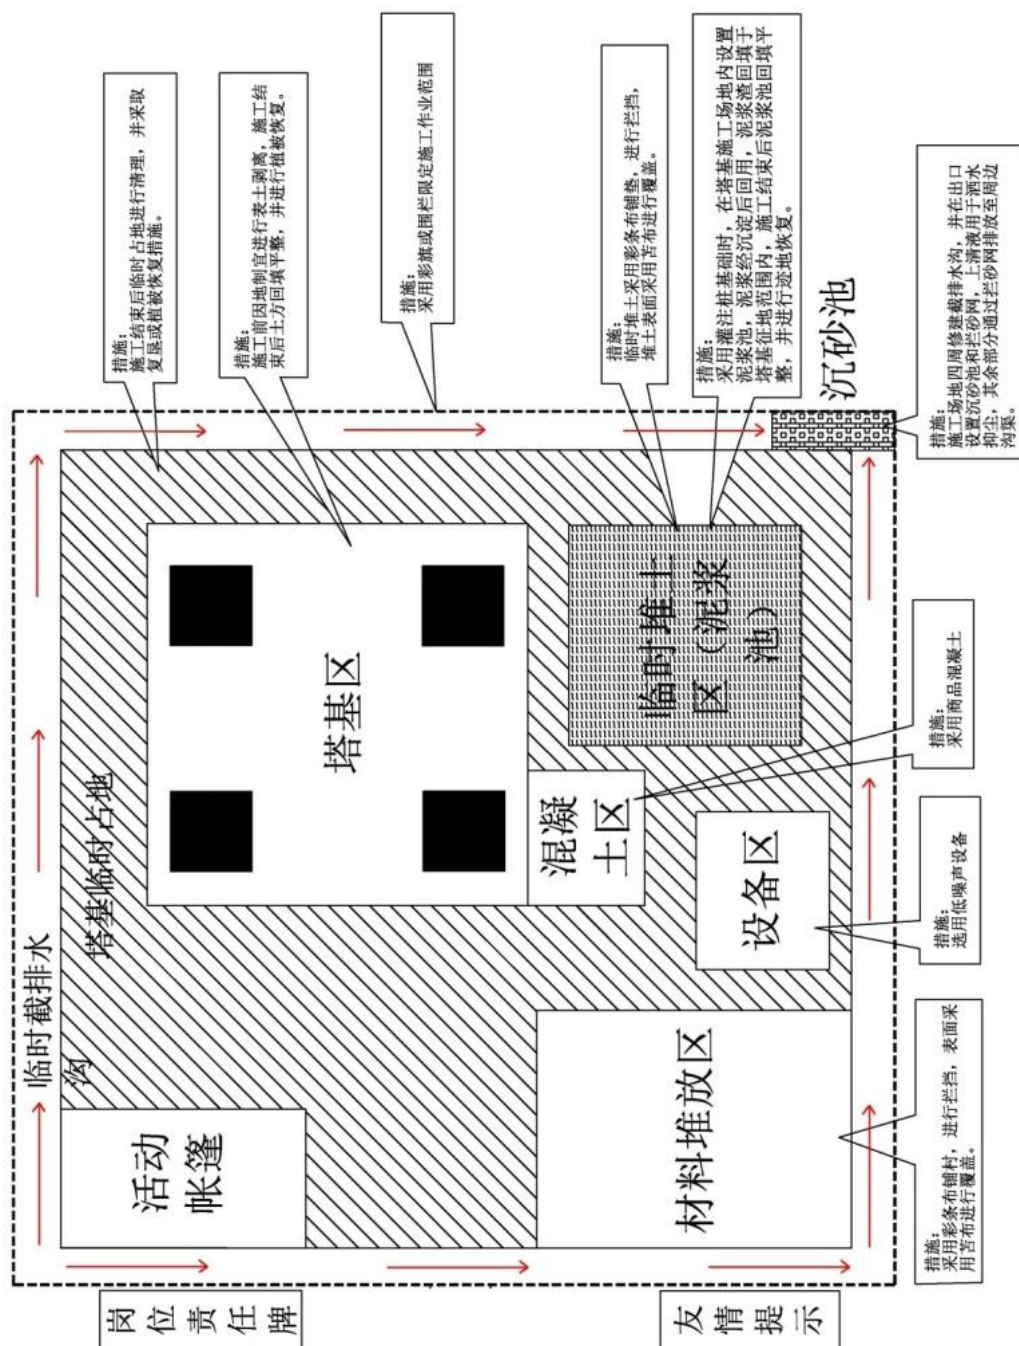 措施：
施工结束后临时占地进行清理，并采取
复垦或植被恢复措施。
措施：
施工前因地制宜进行表土剥离，施工结
束后土方回填平整，并进行植被恢复。
措施：
采用彩旗或围栏限定施工作业范围
措施：
临时堆土采用彩条布铺垫，进行拦挡，
堆土表面采用苫布进行覆盖。
措施：
采用灌注桩基础时，在塔基施工场地内设置
泥浆池，泥浆经沉淀后回用，泥浆渣回填于
塔基征地范围内，施工结束后泥浆池回填平
整，并进行迹地恢复。
临时截排水
沟
塔基临时占地
活动
帐篷
塔基区
混凝
土区
临时堆土
区（泥浆
池）
沉砂池
设备区
材料堆放区
岗位责任牌
友情提示
措施：
采用彩条布铺村，进行拦挡，表面采
用苫布进行覆盖。
措施：
选用低噪声设备
措施：
采用商品混凝土
措施：
施工场地四周修建截排水沟，并在出口
设置沉砂池和拦砂网，上清液用于洒水
抑尘，其余部分通过拦砂网排放至周边
沟渠。